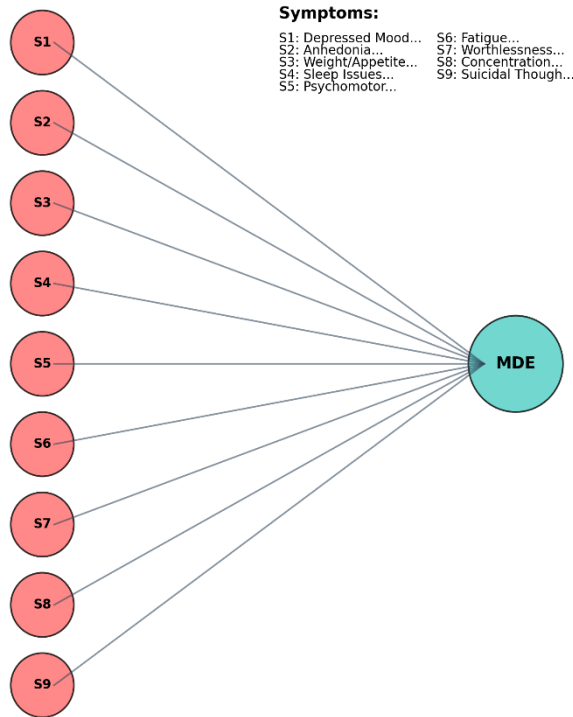 Symptoms:
S1: Depressed Mood...
S2: Anhedonia...
S3: Weight/Appetite...
S4: Sleep Issues...
S5: Psychomotor...
S6: Fatigue...
S7: Worthlessness...
S8: Concentration...
S9: Suicidal Though...
S1
S2
S3
S4
S5
S6
S7
S8
S9
MDE